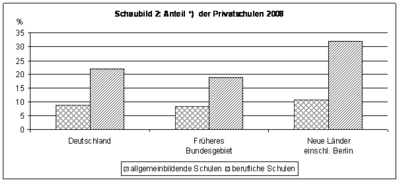 Schaubild 2: Anteil *) der Privatschulen 2008
%
35
30
25
20
15
10
5
0
Deutschland
Früheres
Bundesgebiet
Neue Länder
einschl. Berlin
allgemeinbildende Schulen berufliche Schulen